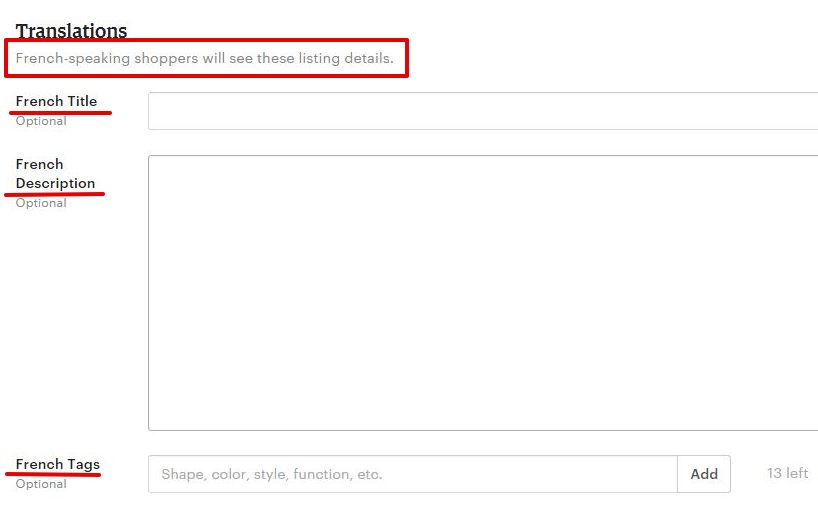 Translations
French-speaking shoppers will see these listing details.
French Title
Optional
French
Description
Optional
French Tags
Optional
Shape, color, style, function, etc.
Add
13 left